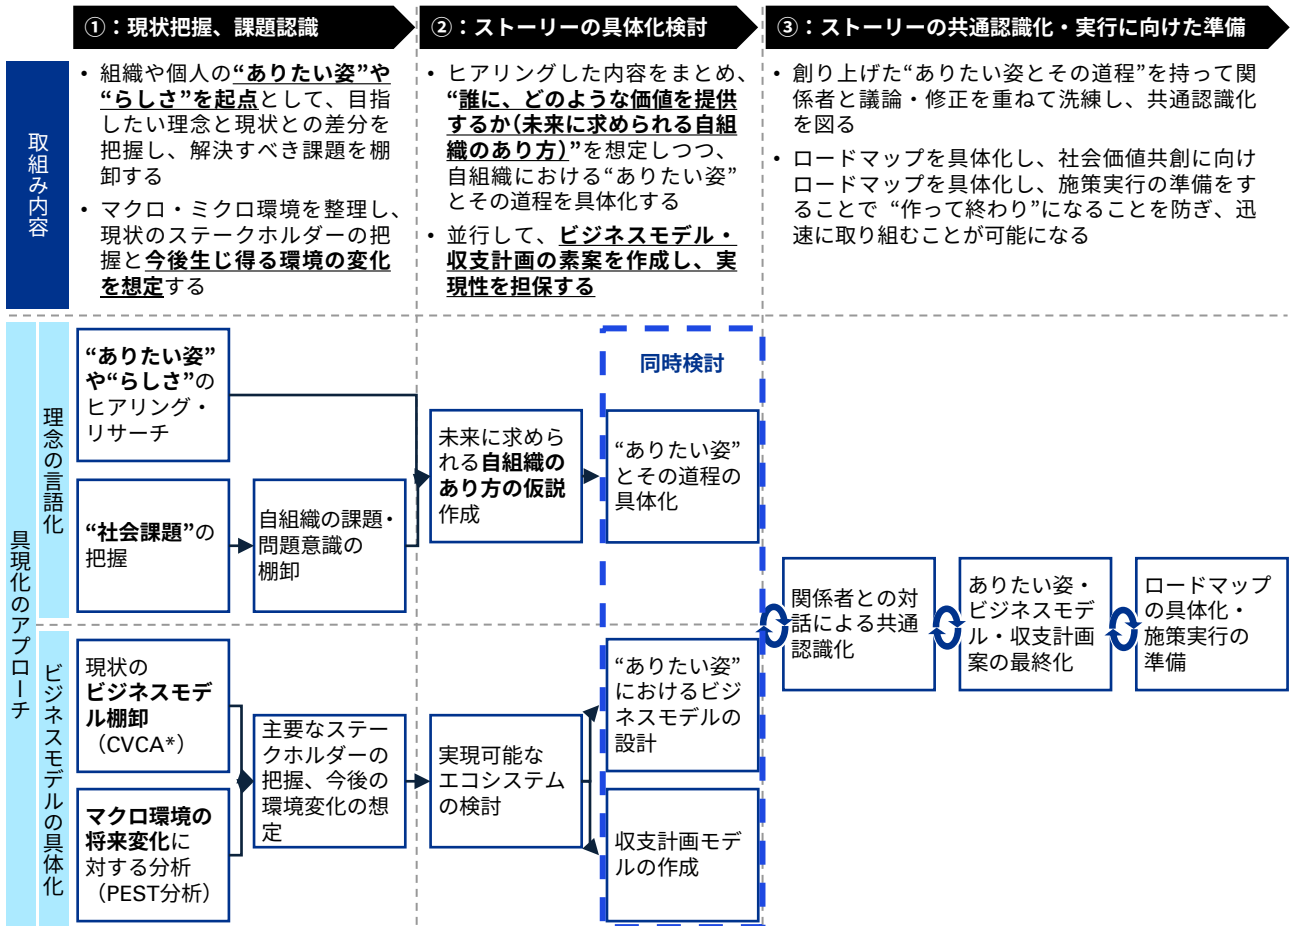 ①：現状把握、課題認識
②：ストーリーの具体化検討
③：ストーリーの共通認識化・実行に向けた準備
取組み内容
• 組織や個人の“ありたい姿”や
“らしさ”を起点として、目指
したい理念と現状との差分を
把握し、解決すべき課題を棚
卸する
• マクロ・ミクロ環境を整理し、
現状のステークホルダーの把
握と今後生じ得る環境の変化
を想定する
• ヒアリングした内容をまとめ、
“誰に、どのような価値を提供
するか（未来に求められる自組
織のあり方）”を想定しつつ、
自組織における“ありたい姿”
とその道程を具体化する
• 並行して、ビジネスモデル・
収支計画の素案を作成し、実
現性を担保する
• 創り上げた“ありたい姿とその道程”を持って関
係者と議論・修正を重ねて洗練し、共通認識化
を図る
• ロードマップを具体化し、社会価値共創に向け
ロードマップを具体化し、施策実行の準備をす
ることで “作って終わり”になることを防ぎ、迅
速に取り組むことが可能になる
具現化のアプローチ
理念の言語化
“ありたい姿”
や“らしさ”の
ヒアリング・
リサーチ
“社会課題”の
把握
自組織の課題・
問題意識の
棚卸
未来に求めら
れる自組織の
あり方の仮説
作成
同時検討
“ありたい姿”
とその道程の
具体化
ビジネスモデルの具体化
現状の
ビジネスモデ
ル棚卸
（CVCA*）
マクロ環境の
将来変化に
対する分析
（PEST分析）
主要なステー
クホルダーの
把握、今後の
環境変化の想
定
実現可能な
エコシステム
の検討
“ありたい姿”
におけるビジ
ネスモデルの
設計
収支計画モデ
ルの作成
関係者との対
話による共通
認識化
ありたい姿・
ビジネスモデ
ル・収支計画
案の最終化
ロードマップ
の具体化・
施策実行の
準備